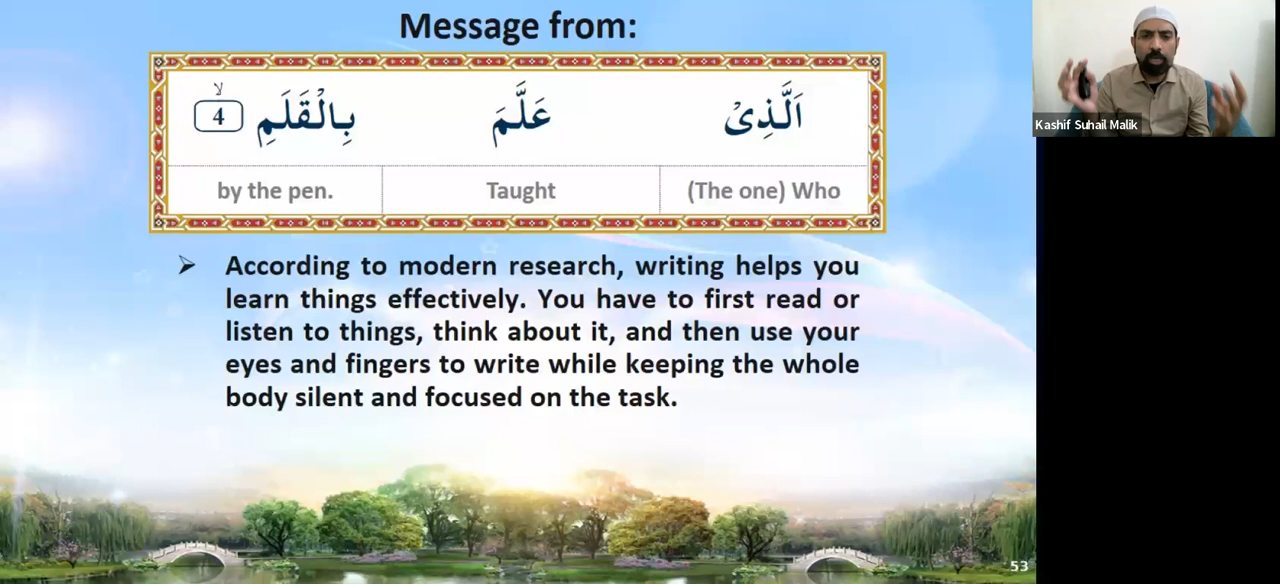 Message from:
اَلَّذِىْ عَلَّمَ بِالْقَلَمِ ۙ 4
(The one) Who Taught by the pen.
➢ According to modern research, writing helps you
learn things effectively. You have to first read or
listen to things, think about it, and then use your
eyes and fingers to write while keeping the whole
body silent and focused on the task.
53
Kashif Suhail Malik